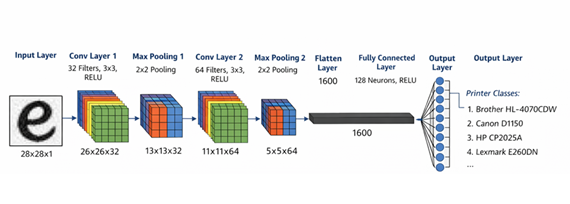 Input Layer
Conv Layer 1
32 Filters, 3x3,
RELU
Max Pooling 1
2x2 Pooling
Conv Layer 2
64 Filters, 3x3,
RELU
Max Pooling 2
2x2 Pooling
Flatten
Layer
1600
Fully Connected
Layer
128 Neurons, RELU
Output
Layer
Output Layer
Printer Classes:
1. Brother HL-4070CDW
2. Canon D1150
3. HP CP2025A
4. Lexmark E260DN
...
e
28x28x1
26x26x32
13x13x32
11x11x64
5x5x64
1600